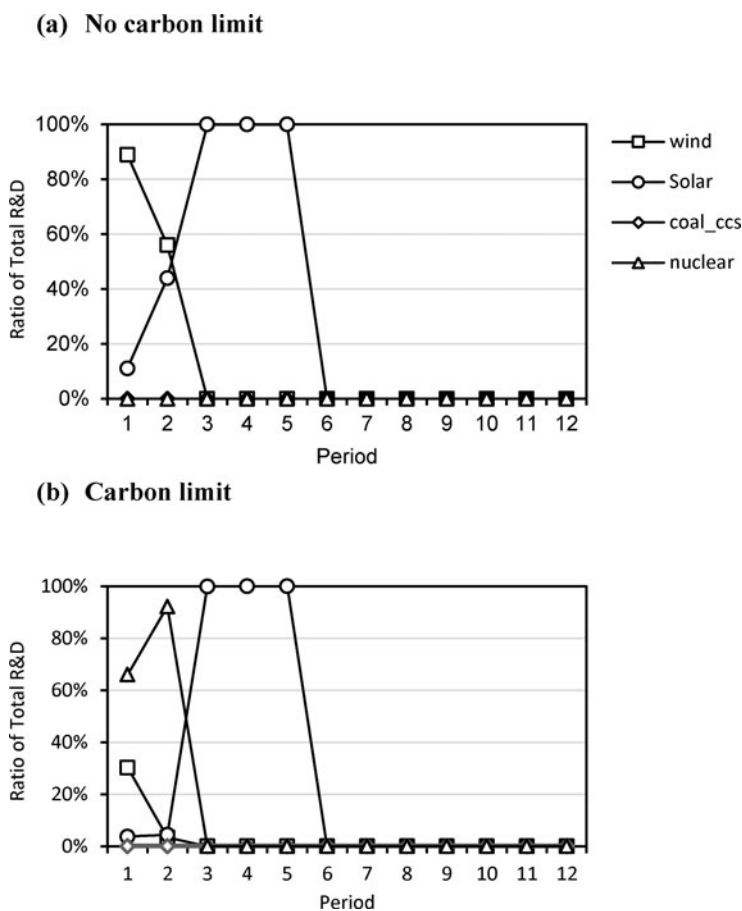 (a) No carbon limit
Ratio of Total R&D
100%
80%
60%
40%
20%
0%
1 2 3 4 5 6 7 8 9 10 11 12
Period
wind
Solar
coal_ccs
nuclear
(b) Carbon limit
Ratio of Total R&D
100%
80%
60%
40%
20%
0%
1 2 3 4 5 6 7 8 9 10 11 12
Period